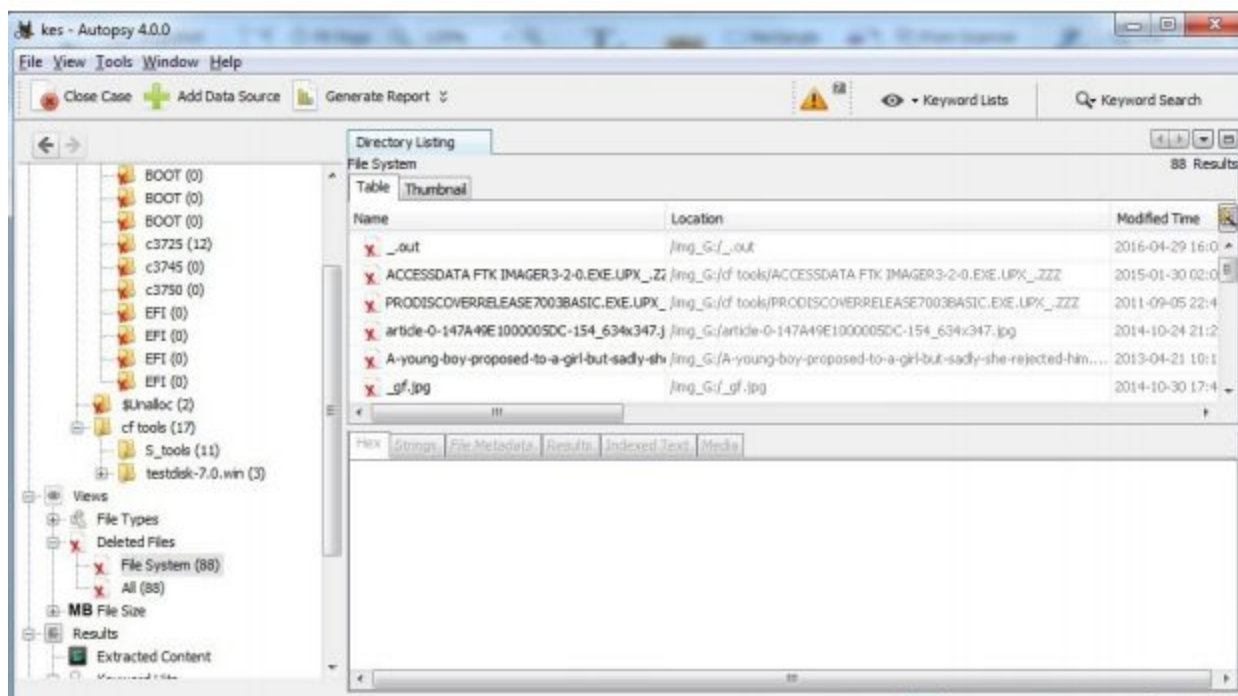 kes - Autopsy 4.0.0
File View Tools Window Help
Close Case Add Data Source Generate Report Keyword Lists Keyword Search
Directory Listing
File System 88 Results
Table Thumbnail
Name Location Modified Time
_.out /img_G:/_.out 2016-04-29 16:0
ACCESSDATA FTK IMAGER3-2-0.EXE.UPX_.ZZ /img_G:/cf tools/ACCESSDATA FTK IMAGER3-2-0.EXE.UPX_.ZZZ 2015-01-30 02:0
PRODISCOVERRELEASE7003BASIC.EXE.UPX_ /img_G:/cf tools/PRODISCOVERRELEASE7003BASIC.EXE.UPX_.ZZZ 2011-09-05 22:4
article-0-147A49E1000005DC-154_634x347.j /img_G:/article-0-147A49E1000005DC-154_634x347.jpg 2014-10-24 21:2
A-young-boy-proposed-to-a-girl-but-sadly-sh /img_G:/A-young-boy-proposed-to-a-girl-but-sadly-she-rejected-him.... 2013-04-21 10:1
_gf.jpg /img_G:/_gf.jpg 2014-10-30 17:4
Hex Strings File Metadata Results Indexed Text Media
BOOT (0)
BOOT (0)
BOOT (0)
c3725 (12)
c3745 (0)
c3750 (0)
EFI (0)
EFI (0)
EFI (0)
EFI (0)
$Unalloc (2)
cf tools (17)
S_tools (11)
testdisk-7.0.win (3)
Views
File Types
Deleted Files
File System (88)
All (88)
MB File Size
Results
Extracted Content